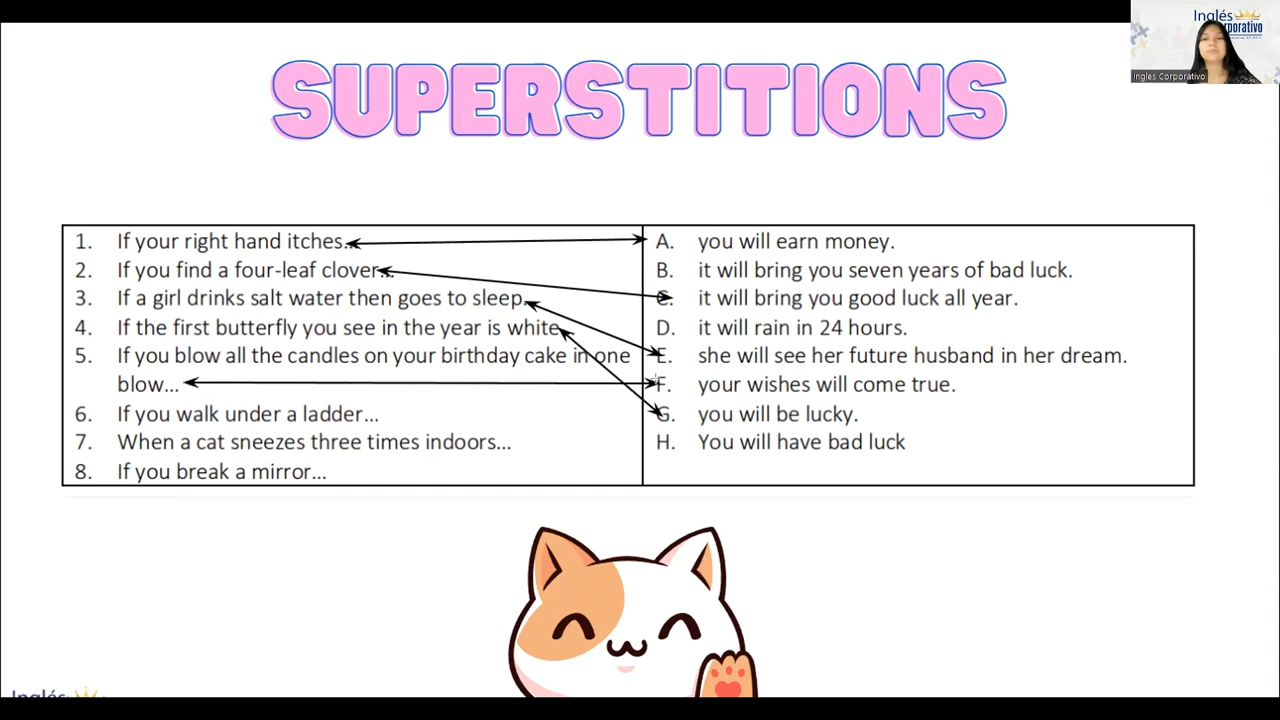 Inglés
rporativo
Ingles Corporativo
SUPERSTITIONS
1. If your right hand itches...
2. If you find a four-leaf clover...
3. If a girl drinks salt water then goes to sleep.
4. If the first butterfly you see in the year is white...
5. If you blow all the candles on your birthday cake in one
blow...
6. If you walk under a ladder...
7. When a cat sneezes three times indoors...
8. If you break a mirror...
A. you will earn money.
B. it will bring you seven years of bad luck.
C. it will bring you good luck all year.
D. it will rain in 24 hours.
E. she will see her future husband in her dream.
F. your wishes will come true.
G. you will be lucky.
H. You will have bad luck
Inglés